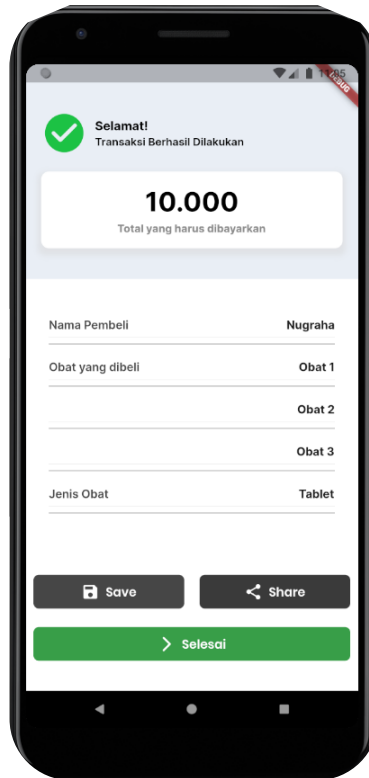 Selamat!
Transaksi Berhasil Dilakukan
10.000
Total yang harus dibayarkan
Nama Pembeli Nugraha
Obat yang dibeli Obat 1
Obat 2
Obat 3
Jenis Obat Tablet
Save Share
Selesai